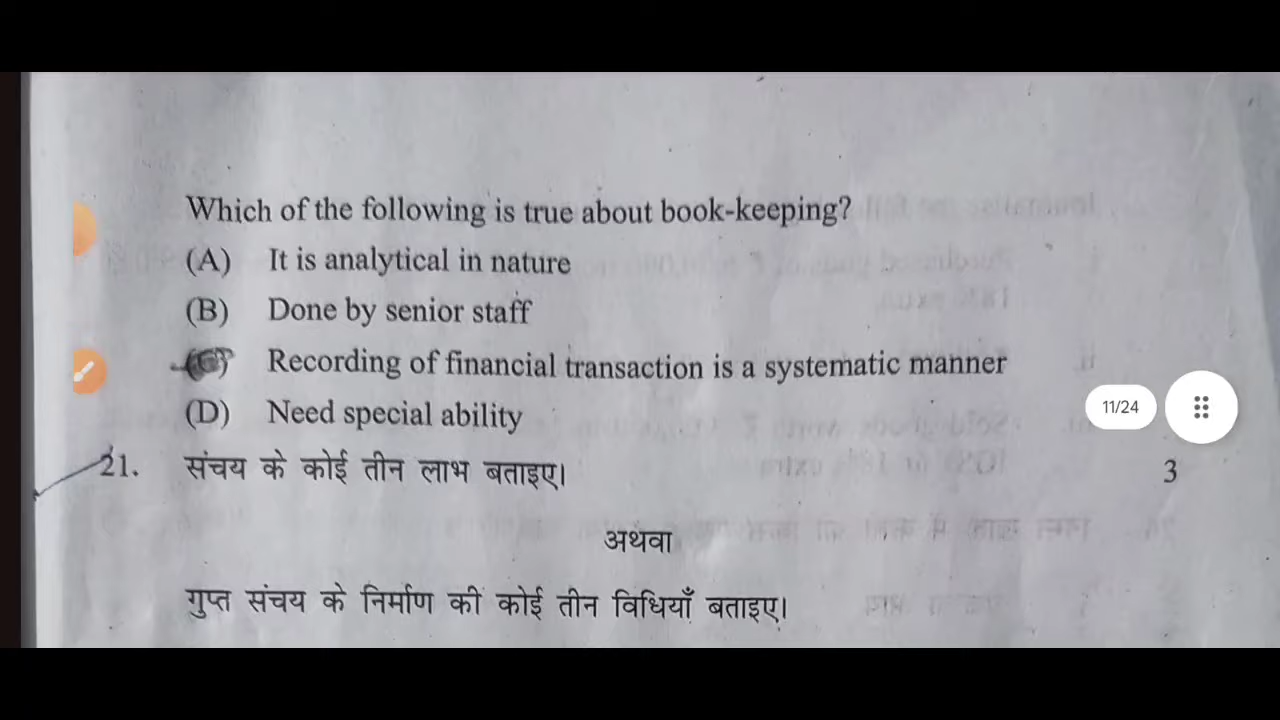 Which of the following is true about book-keeping?
(A) It is analytical in nature
(B) Done by senior staff
(C) Recording of financial transaction is a systematic manner
(D) Need special ability
21. संचय के कोई तीन लाभ बताइए। 3
अथवा
गुप्त संचय के निर्माण की कोई तीन विधियाँ बताइए।
11/24